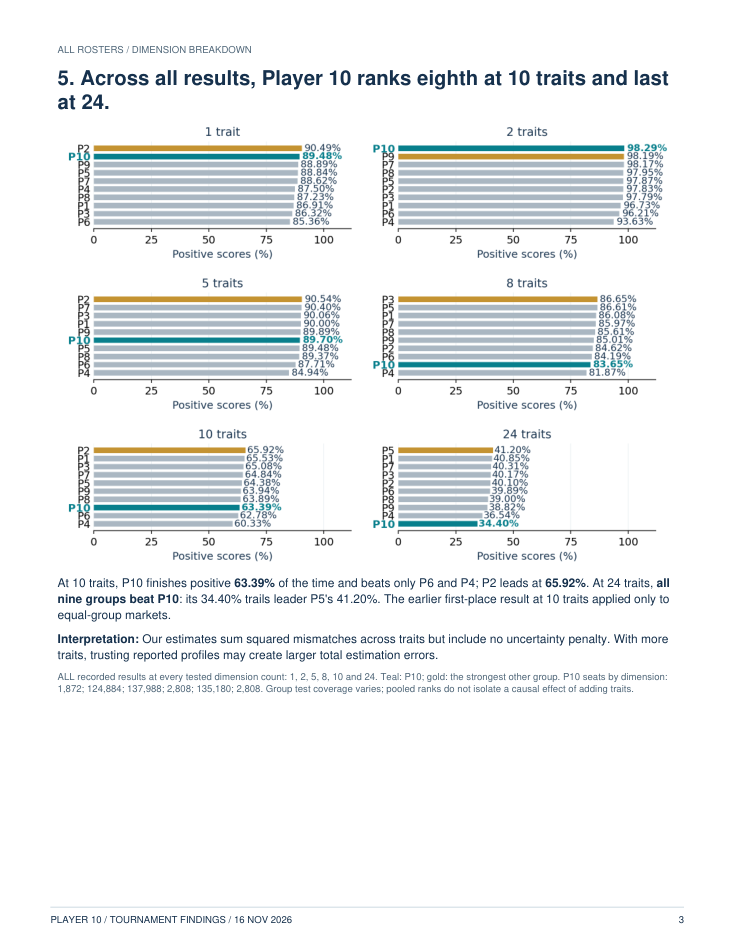 ALL ROSTERS / DIMENSION BREAKDOWN
5. Across all results, Player 10 ranks eighth at 10 traits and last
at 24.
1 trait
P2 90.49%
P10 89.48%
P9 88.89%
P5 88.84%
P7 88.62%
P4 87.50%
P8 87.23%
P1 86.91%
P3 86.32%
P6 85.36%
0 25 50 75 100
Positive scores (%)
2 traits
P10 98.29%
P9 98.19%
P7 98.17%
P8 97.95%
P5 97.87%
P2 97.83%
P3 97.79%
P1 96.73%
P6 96.21%
P4 93.63%
0 25 50 75 100
Positive scores (%)
5 traits
P2 90.54%
P7 90.40%
P3 90.06%
P1 90.00%
P9 89.89%
P10 89.70%
P5 89.48%
P8 89.37%
P6 87.71%
P4 84.94%
0 25 50 75 100
Positive scores (%)
8 traits
P3 86.65%
P5 86.61%
P1 86.08%
P7 85.97%
P8 85.61%
P9 85.01%
P2 84.62%
P6 84.19%
P10 83.65%
P4 81.87%
0 25 50 75 100
Positive scores (%)
10 traits
P2 65.92%
P1 65.53%
P3 65.08%
P7 64.84%
P5 64.38%
P9 63.94%
P8 63.89%
P10 63.39%
P6 62.78%
P4 60.33%
0 25 50 75 100
Positive scores (%)
24 traits
P5 41.20%
P1 40.85%
P7 40.31%
P3 40.17%
P2 40.10%
P6 39.89%
P8 39.00%
P9 38.82%
P4 36.54%
P10 34.40%
0 25 50 75 100
Positive scores (%)
At 10 traits, P10 finishes positive 63.39% of the time and beats only P6 and P4; P2 leads at 65.92%. At 24 traits, all
nine groups beat P10: its 34.40% trails leader P5's 41.20%. The earlier first-place result at 10 traits applied only to
equal-group markets.
Interpretation: Our estimates sum squared mismatches across traits but include no uncertainty penalty. With more
traits, trusting reported profiles may create larger total estimation errors.
ALL recorded results at every tested dimension count: 1, 2, 5, 8, 10 and 24. Teal: P10; gold: the strongest other group. P10 seats by dimension:
1,872; 124,884; 137,988; 2,808; 135,180; 2,808. Group test coverage varies; pooled ranks do not isolate a causal effect of adding traits.
PLAYER 10 / TOURNAMENT FINDINGS / 16 NOV 2026
3